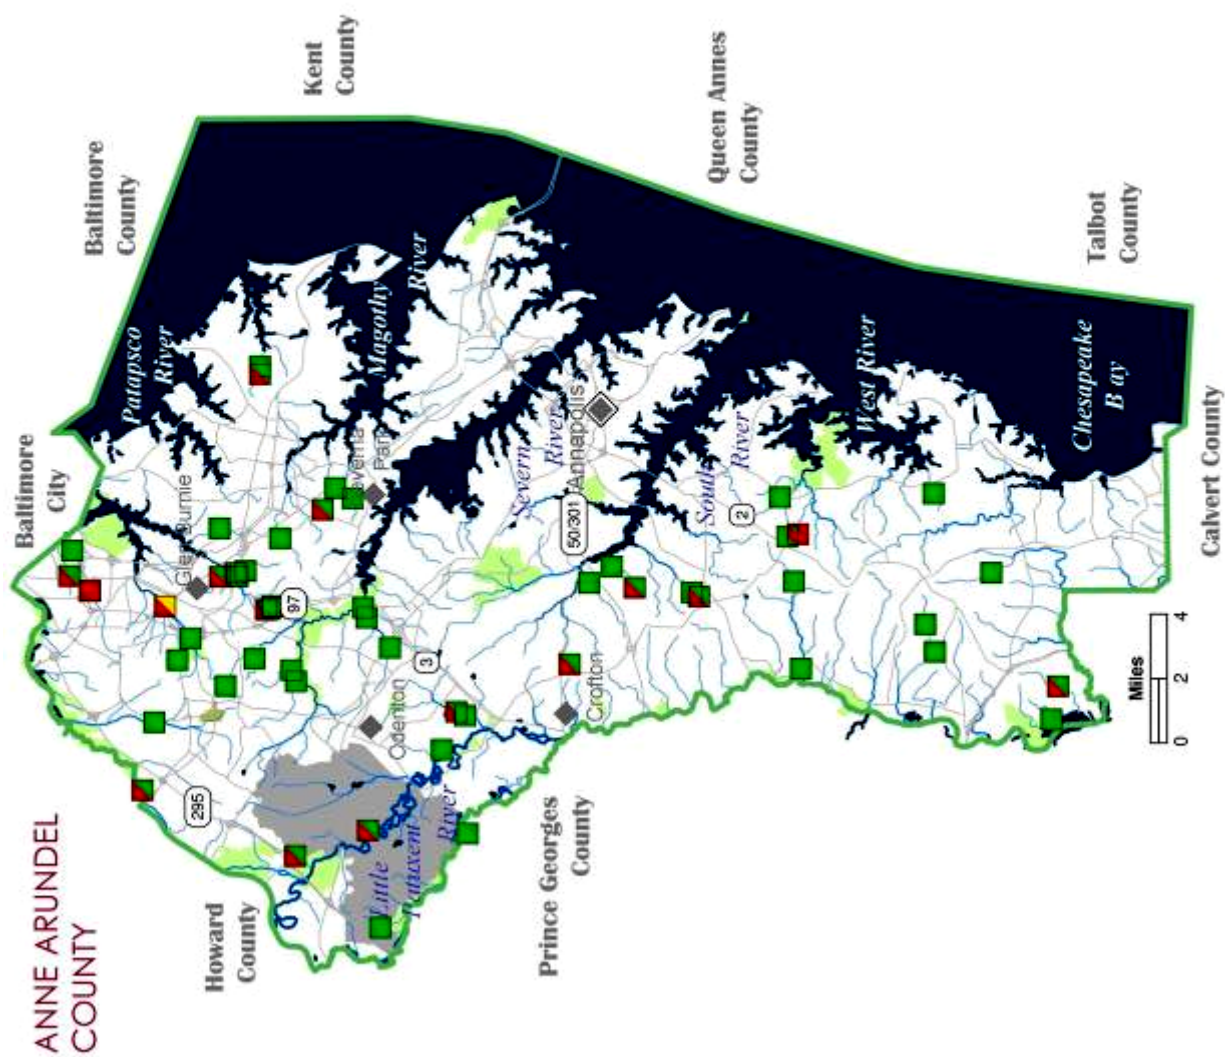 ANNE ARUNDEL
COUNTY
Howard
County
Baltimore
City
Baltimore
County
Kent
County
Queen Annes
County
Talbot
County
Calvert County
Prince Georges
County
Patapsco
River
Magothy
River
Severn
River
South
River
West River
Chesapeake
Bay
Little
Patuxent
River
Glen Burnie
Severna
Park
Annapolis
Odenton
Crofton
295
97
3
50/301
2
Miles
0 2 4